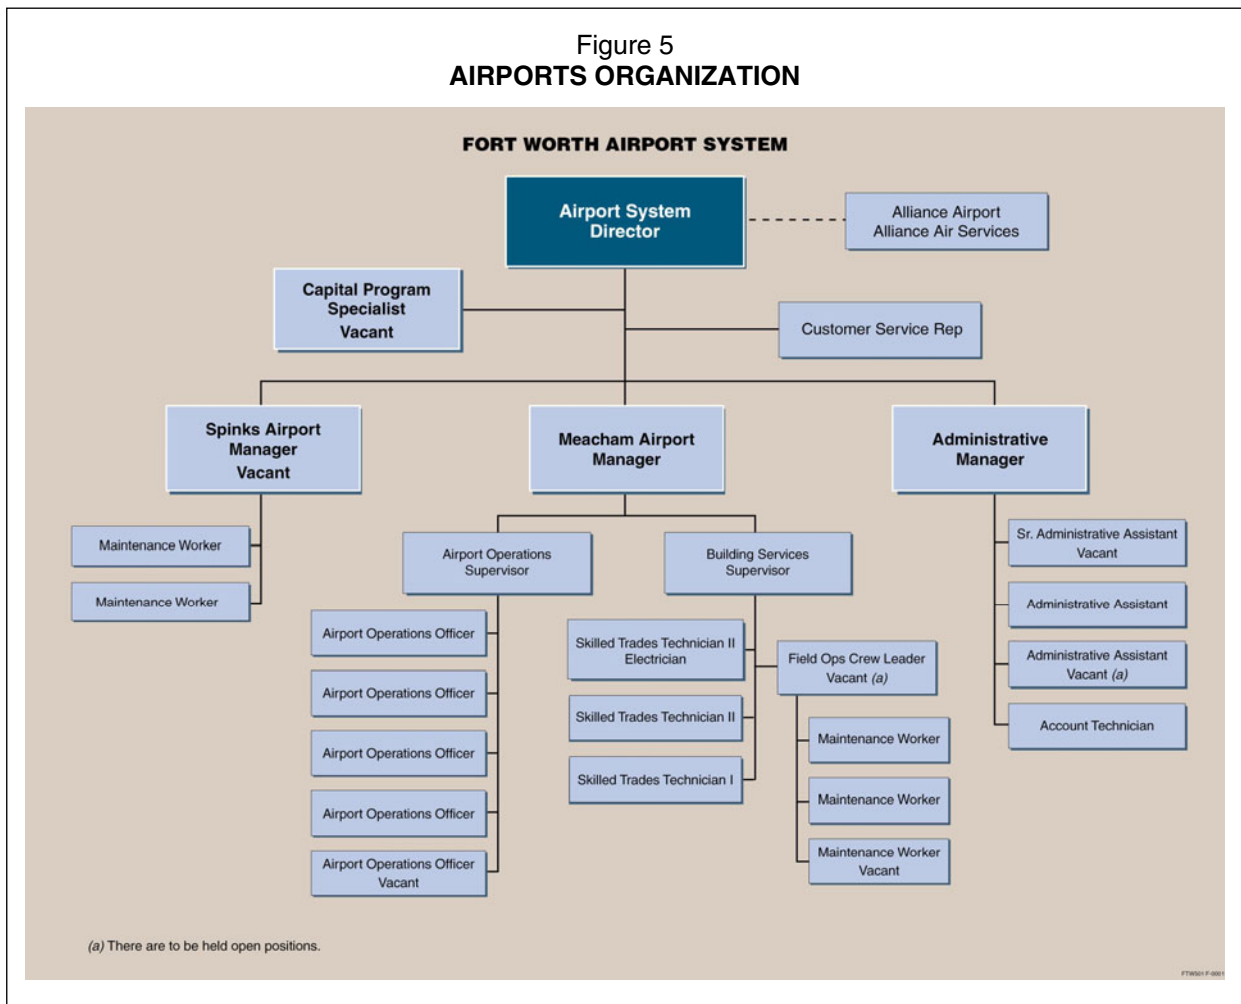 Figure 5
AIRPORTS ORGANIZATION
FORT WORTH AIRPORT SYSTEM
Airport System
Director
Alliance Airport
Alliance Air Services
Capital Program
Specialist
Vacant
Customer Service Rep
Spinks Airport
Manager
Vacant
Meacham Airport
Manager
Administrative
Manager
Maintenance Worker
Maintenance Worker
Airport Operations
Supervisor
Airport Operations Officer
Airport Operations Officer
Airport Operations Officer
Airport Operations Officer
Airport Operations Officer
Vacant
Building Services
Supervisor
Skilled Trades Technician II
Electrician
Skilled Trades Technician II
Skilled Trades Technician I
Field Ops Crew Leader
Vacant (a)
Maintenance Worker
Maintenance Worker
Maintenance Worker
Vacant
Sr. Administrative Assistant
Vacant
Administrative Assistant
Administrative Assistant
Vacant (a)
Account Technician
(a) There are to be held open positions.
FTW501 F-0001